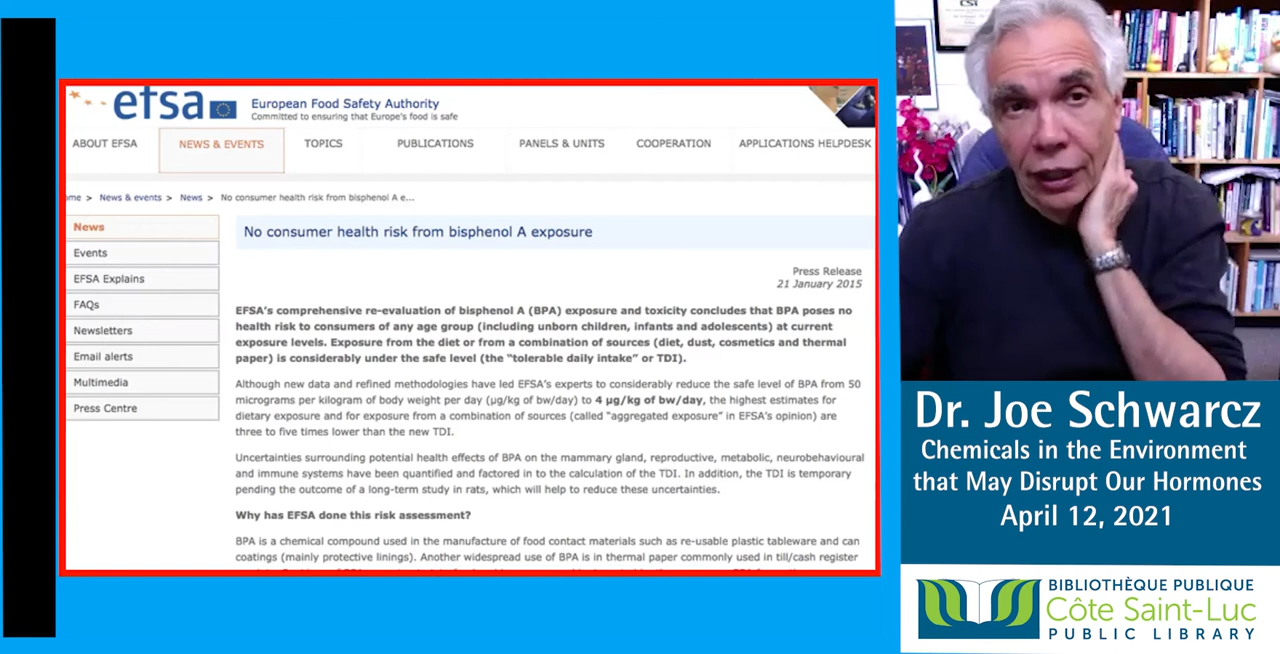 efsa
European Food Safety Authority
Committed to ensuring that Europe's food is safe
ABOUT EFSA
NEWS & EVENTS
TOPICS
PUBLICATIONS
PANELS & UNITS
COOPERATION
APPLICATIONS HELPDESK
ome > News & events > News > No consumer health risk from bisphenol A e...
News
Events
EFSA Explains
FAQs
Newsletters
Email alerts
Multimedia
Press Centre
No consumer health risk from bisphenol A exposure
Press Release
21 January 2015
EFSA's comprehensive re-evaluation of bisphenol A (BPA) exposure and toxicity concludes that BPA poses no
health risk to consumers of any age group (including unborn children, infants and adolescents) at current
exposure levels. Exposure from the diet or from a combination of sources (diet, dust, cosmetics and thermal
paper) is considerably under the safe level (the "tolerable daily intake" or TDI).
Although new data and refined methodologies have led EFSA's experts to considerably reduce the safe level of BPA from 50
micrograms per kilogram of body weight per day (µg/kg of bw/day) to 4 µg/kg of bw/day, the highest estimates for
dietary exposure and for exposure from a combination of sources (called "aggregated exposure" in EFSA's opinion) are
three to five times lower than the new TDI.
Uncertainties surrounding potential health effects of BPA on the mammary gland, reproductive, metabolic, neurobehavioural
and immune systems have been quantified and factored in to the calculation of the TDI. In addition, the TDI is temporary
pending the outcome of a long-term study in rats, which will help to reduce these uncertainties.
Why has EFSA done this risk assessment?
BPA is a chemical compound used in the manufacture of food contact materials such as re-usable plastic tableware and can
coatings (mainly protective linings). Another widespread use of BPA is in thermal paper commonly used in till/cash register
Dr. Joe Schwarcz
Chemicals in the Environment
that May Disrupt Our Hormones
April 12, 2021
BIBLIOTHÈQUE PUBLIQUE
Côte Saint-Luc
PUBLIC LIBRARY